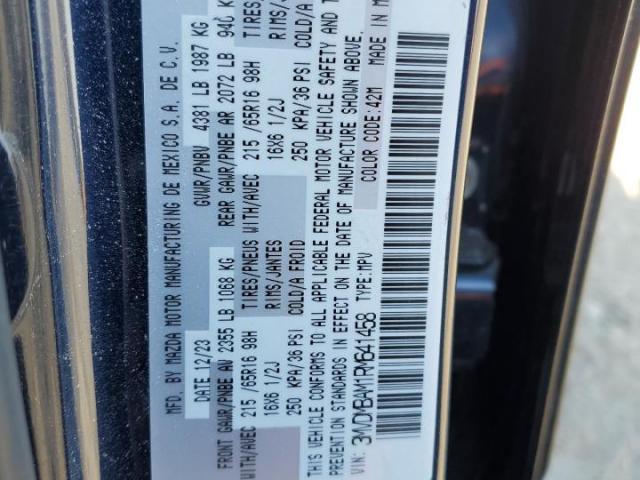 MFD. BY MAZDA MOTOR MANUFACTURING DE MEXICO S.A. DE C.V.
DATE 12/23 GVWR/PNBV 4381 LB 1987 KG
FRONT GAWR/PNBE AV 2355 LB 1068 KG REAR GAWR/PNBE AR 2072 LB 940 K
WITH/AVEC 215 /65R16 98H TIRES/PNEUS WITH/AVEC 215 /65R16 98H TIRES/
16X6 1/2J RIMS/JANTES 16X6 1/2J RIMS/J
250 KPA/36 PSI COLD/A FROID 250 KPA/36 PSI COLD/A
THIS VEHICLE CONFORMS TO ALL APPLICABLE FEDERAL MOTOR VEHICLE SAFETY AND T
PREVENTION STANDARDS IN EFFECT ON THE DATE OF MANUFACTURE SHOWN ABOVE.
VIN: 3MVDMBAM1RM641458 TYPE:MPV COLOR CODE:42M MADE IN M